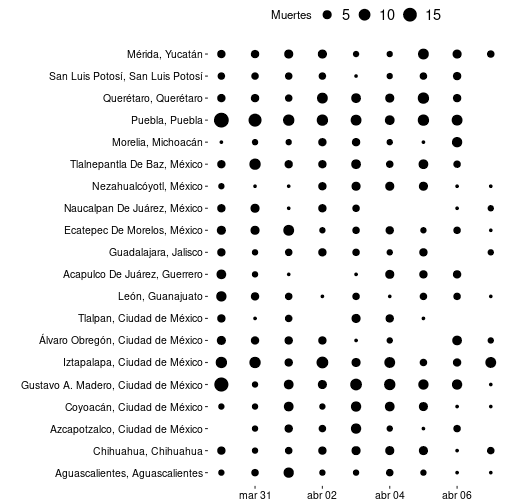 Muertes 5 10 15
Mérida, Yucatán
San Luis Potosí, San Luis Potosí
Querétaro, Querétaro
Puebla, Puebla
Morelia, Michoacán
Tlalnepantla De Baz, México
Nezahualcóyotl, México
Naucalpan De Juárez, México
Ecatepec De Morelos, México
Guadalajara, Jalisco
Acapulco De Juárez, Guerrero
León, Guanajuato
Tlalpan, Ciudad de México
Álvaro Obregón, Ciudad de México
Iztapalapa, Ciudad de México
Gustavo A. Madero, Ciudad de México
Coyoacán, Ciudad de México
Azcapotzalco, Ciudad de México
Chihuahua, Chihuahua
Aguascalientes, Aguascalientes
mar 31 abr 02 abr 04 abr 06